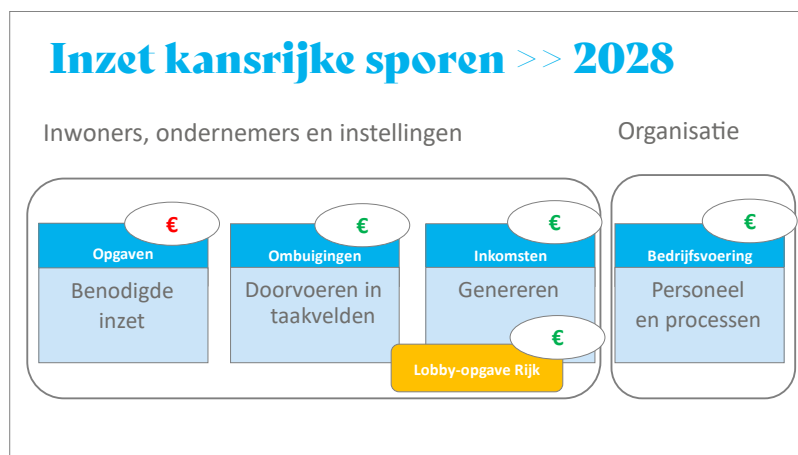 Inzet kansrijke sporen >> 2028
Inwoners, ondernemers en instellingen
Organisatie
€
€
€
€
Opgaven
Ombuigingen
Inkomsten
Bedrijfsvoering
Benodigde
inzet
Doorvoeren in
taakvelden
Genereren
Personeel
en processen
€
Lobby-opgave Rijk